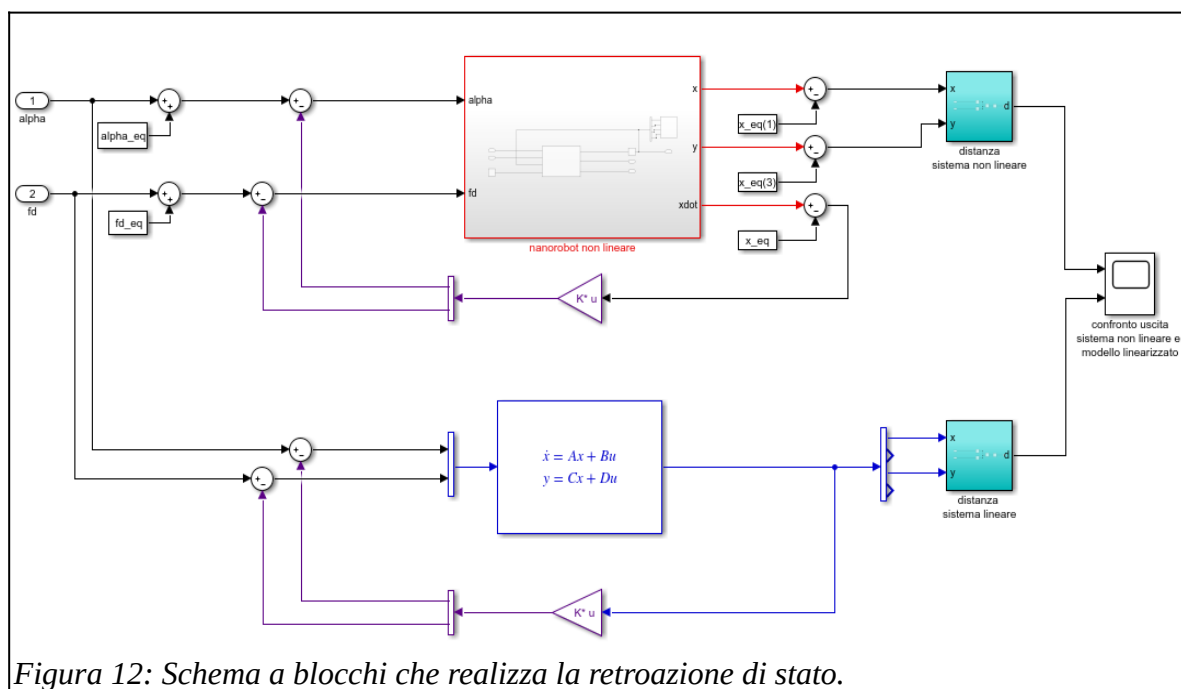 1
alpha
alpha_eq
2
fd
fd_eq
alpha
fd
x
y
xdot
nanorobot non lineare
x_eq(1)
x_eq(3)
x_eq
x
y
d
distanza
sistema non lineare
K* u
confronto uscita
sistema non lineare e
modello linearizzato
ẋ = Ax + Bu
y = Cx + Du
x
y
d
distanza
sistema lineare
K* u
Figura 12: Schema a blocchi che realizza la retroazione di stato.